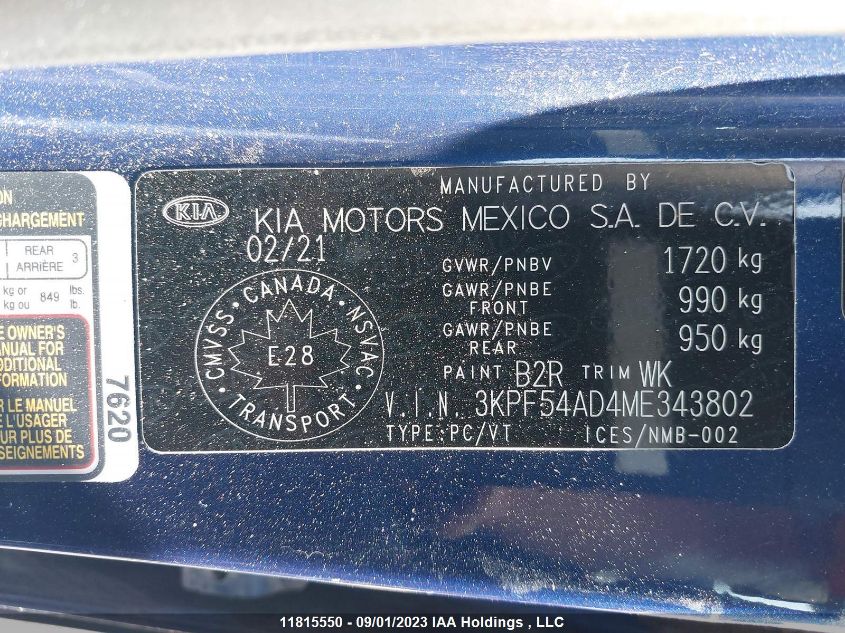 ON
CHARGEMENT
REAR 3
ARRIÈRE
kg or 849 lbs.
kg ou lb.
E OWNER'S
ANUAL FOR
DDITIONAL
FORMATION
R LE MANUEL
E L'USAGER
UR PLUS DE
SEIGNEMENTS
7620
MANUFACTURED BY
KIA KIA MOTORS MEXICO S.A. DE C.V.
02/21
GVWR/PNBV 1720 kg
GAWR/PNBE
FRONT 990 kg
GAWR/PNBE
REAR 950 kg
PAINT B2R TRIM WK
V.I.N. 3KPF54AD4ME343802
TYPE:PC/VT ICES/NMB-002
CMVSS · CANADA · NSVAC
E28
· TRANSPORT ·
11815550 - 09/01/2023 IAA Holdings , LLC